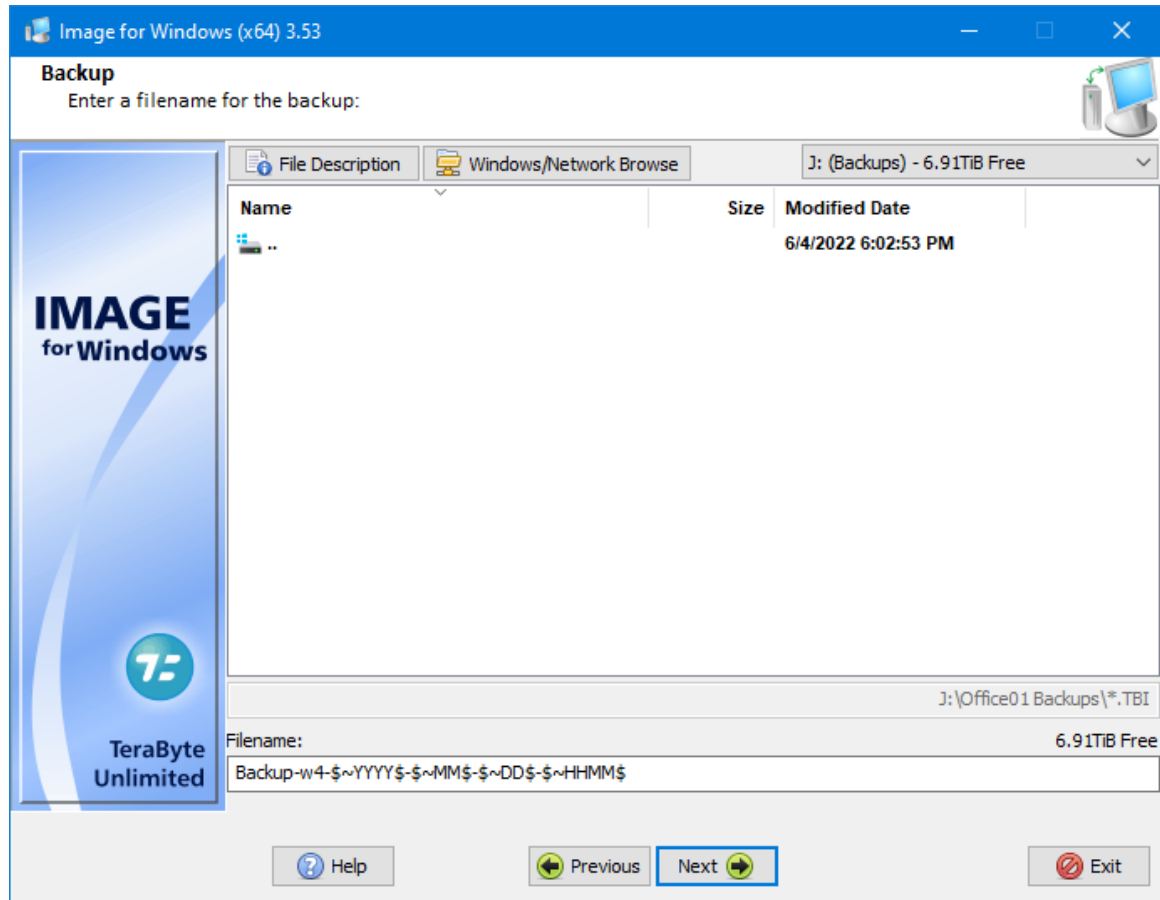 Image for Windows (x64) 3.53
Backup
Enter a filename for the backup:
File Description
Windows/Network Browse
J: (Backups) - 6.91TiB Free
Name
Size
Modified Date
..
6/4/2022 6:02:53 PM
IMAGE
for Windows
TeraByte
Unlimited
J:\Office01 Backups\*.TBI
Filename:
6.91TiB Free
Backup-w4-$~YYYY$-$~MM$-$~DD$-$~HHMM$
Help
Previous
Next
Exit